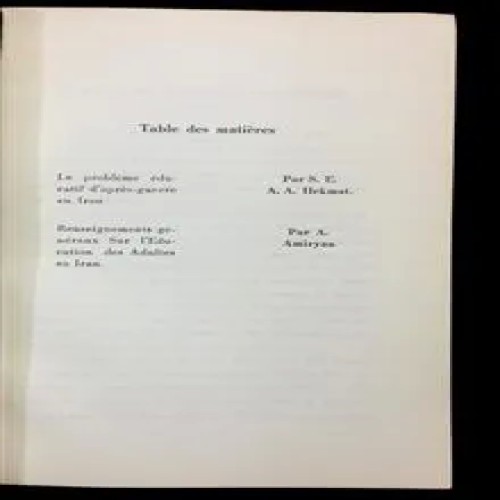 Table des matières
Le problème édu-
catif d'après-guerre
en Iran
Par S. E.
A. A. Hekmat.
Renseignements gé-
néraux Sur l'Edu-
cation des Adultes
en Iran.
Par A.
Amiryan